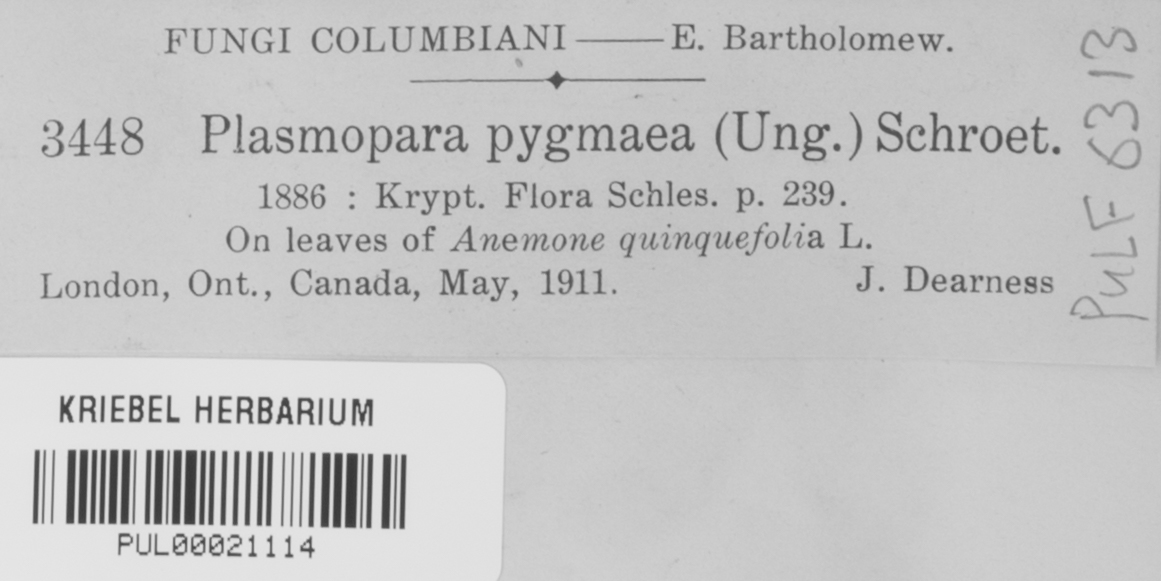 FUNGI COLUMBIANI —— E. Bartholomew.
3448 Plasmopara pygmaea (Ung.) Schroet.
1886 : Krypt. Flora Schles. p. 239.
On leaves of Anemone quinquefolia L.
London, Ont., Canada, May, 1911. J. Dearness
PULF 6313
KRIEBEL HERBARIUM
PUL00021114